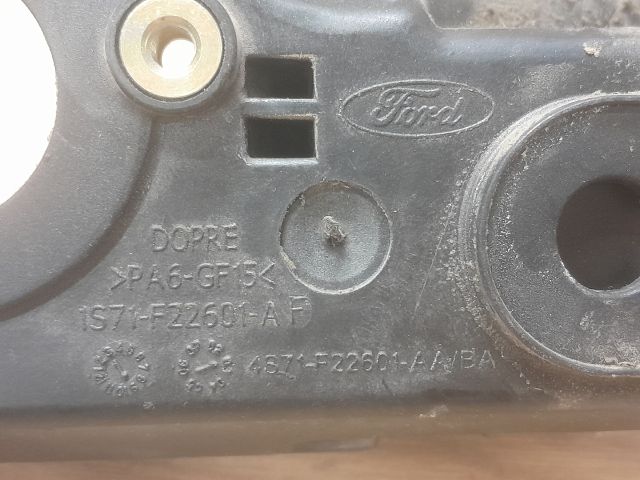 Ford
DOPRE
>PA6-GF15<
1S71-F22601-A F
4S71-F22601-AA/BA